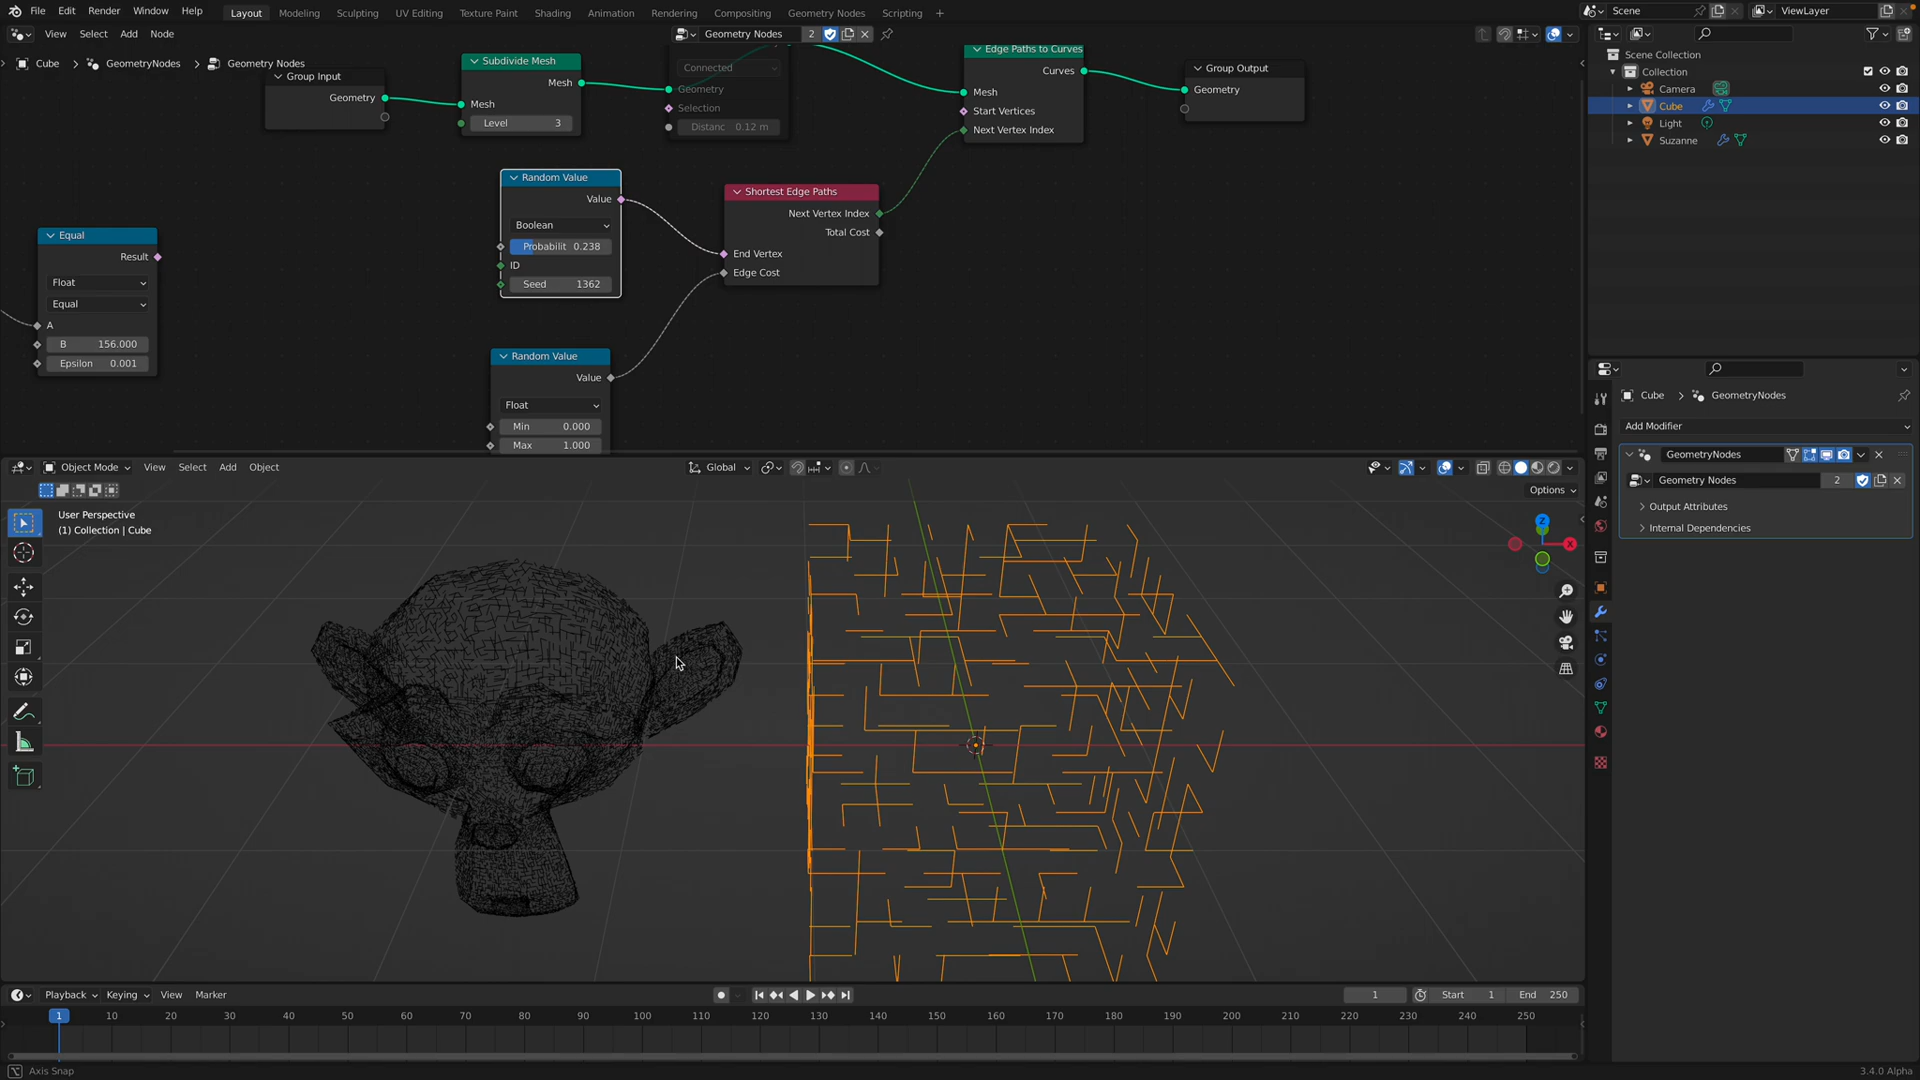 File Edit Render Window Help Layout Modeling Sculpting UV Editing Texture Paint Shading Animation Rendering Compositing Geometry Nodes Scripting + Scene ViewLayer
View Select Add Node Geometry Nodes 2
Cube > GeometryNodes > Geometry Nodes
Group Input
Geometry
Subdivide Mesh
Mesh
Mesh
Level 3
Connected
Geometry
Selection
Distanc 0.12 m
Edge Paths to Curves
Curves
Mesh
Start Vertices
Next Vertex Index
Group Output
Geometry
Random Value
Value
Boolean
Probabilit 0.238
ID
Seed 1362
Shortest Edge Paths
Next Vertex Index
Total Cost
End Vertex
Edge Cost
Equal
Result
Float
Equal
A
B 156.000
Epsilon 0.001
Random Value
Value
Float
Min 0.000
Max 1.000
Scene Collection
Collection
Camera
Cube
Light
Suzanne
Cube > GeometryNodes
Add Modifier
GeometryNodes
Geometry Nodes 2
Output Attributes
Internal Dependencies
Object Mode View Select Add Object Global
Options
User Perspective
(1) Collection | Cube
Z
X
Playback Keying View Marker 1 Start 1 End 250
1 10 20 30 40 50 60 70 80 90 100 110 120 130 140 150 160 170 180 190 200 210 220 230 240 250
Axis Snap 3.4.0 Alpha